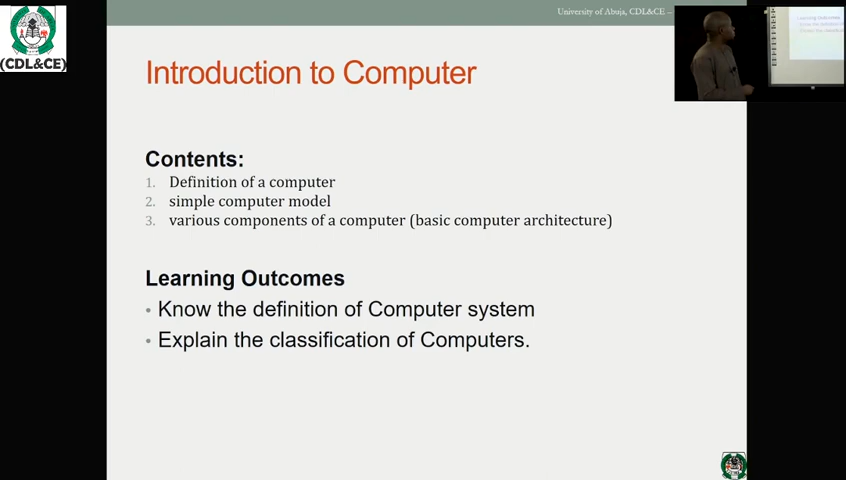 University of Abuja, CDL&CE –
(CDL&CE)
Introduction to Computer
Contents:
1. Definition of a computer
2. simple computer model
3. various components of a computer (basic computer architecture)
Learning Outcomes
• Know the definition of Computer system
• Explain the classification of Computers.
Learning Outcomes